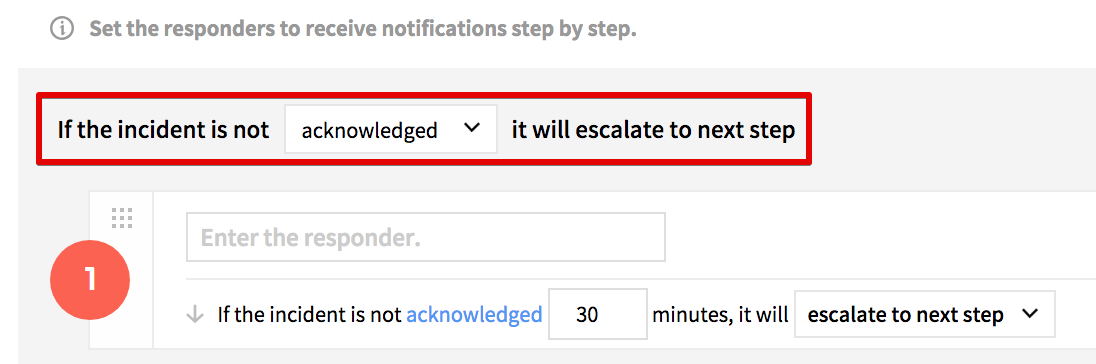 Set the responders to receive notifications step by step.
If the incident is not acknowledged it will escalate to next step
Enter the responder.
1
If the incident is not acknowledged 30 minutes, it will escalate to next step